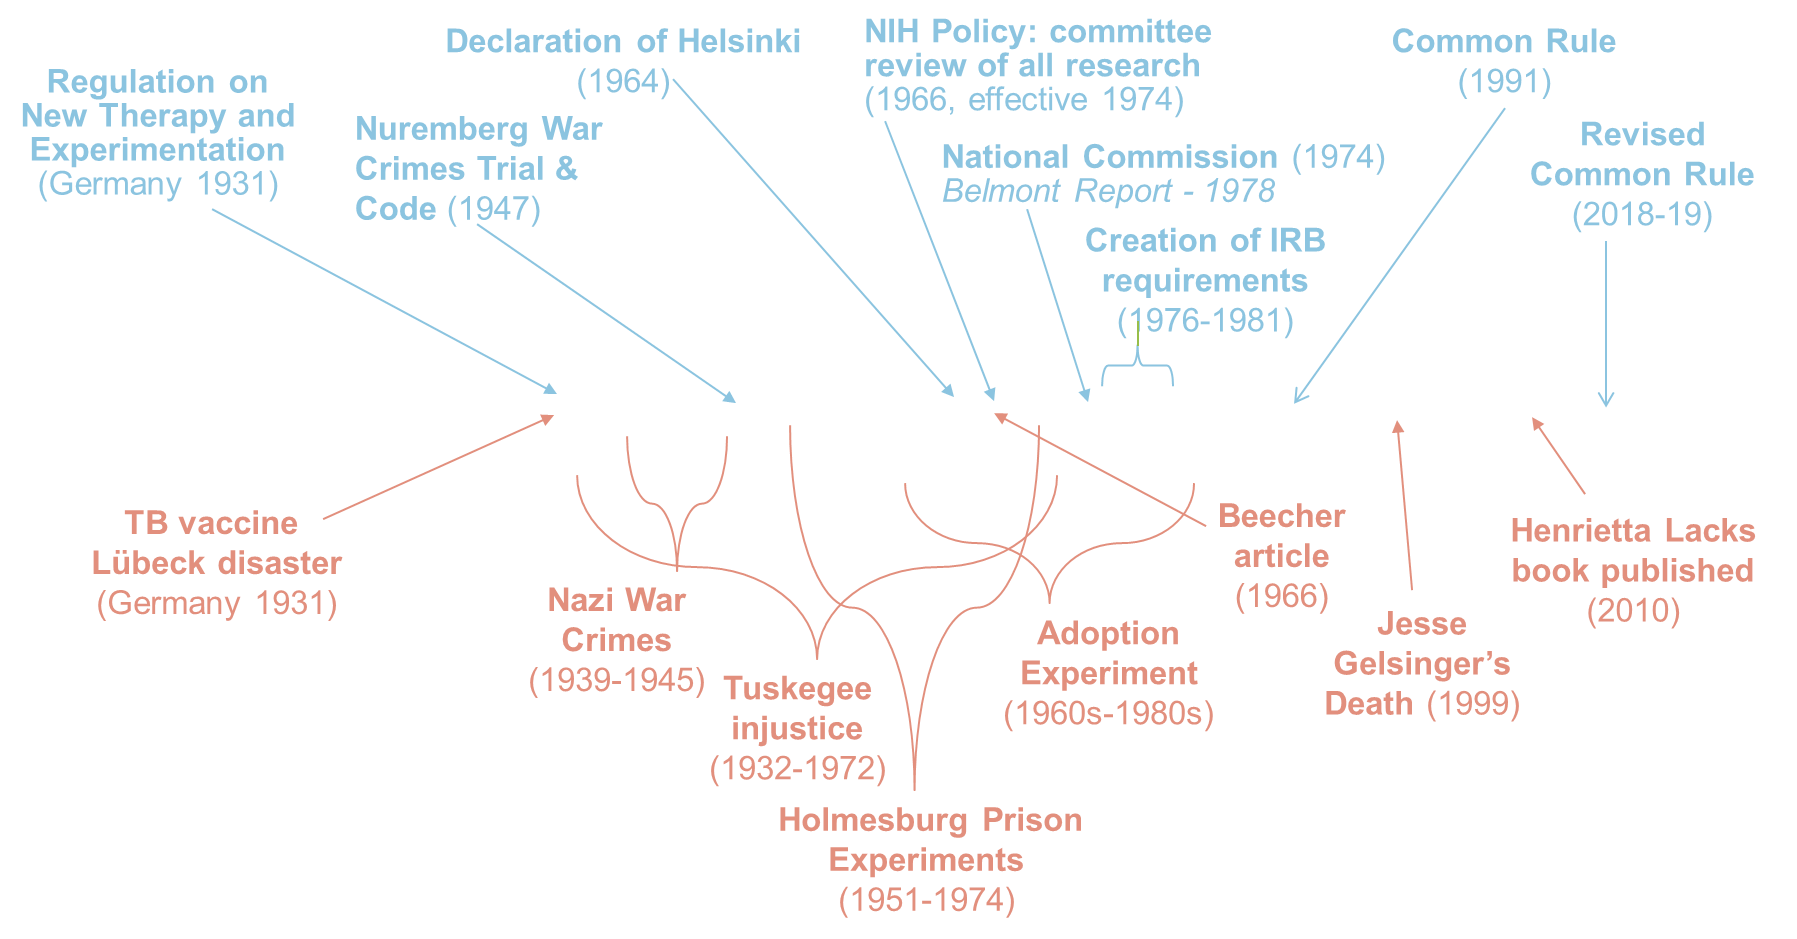 Regulation on
New Therapy and
Experimentation
(Germany 1931)
Nuremberg War
Crimes Trial &
Code (1947)
Declaration of Helsinki
(1964)
NIH Policy: committee
review of all research
(1966, effective 1974)
National Commission (1974)
Belmont Report - 1978
Creation of IRB
requirements
(1976-1981)
Common Rule
(1991)
Revised
Common Rule
(2018-19)
TB vaccine
Lübeck disaster
(Germany 1931)
Nazi War
Crimes
(1939-1945)
Tuskegee
injustice
(1932-1972)
Holmesburg Prison
Experiments
(1951-1974)
Adoption
Experiment
(1960s-1980s)
Beecher
article
(1966)
Jesse
Gelsinger’s
Death (1999)
Henrietta Lacks
book published
(2010)